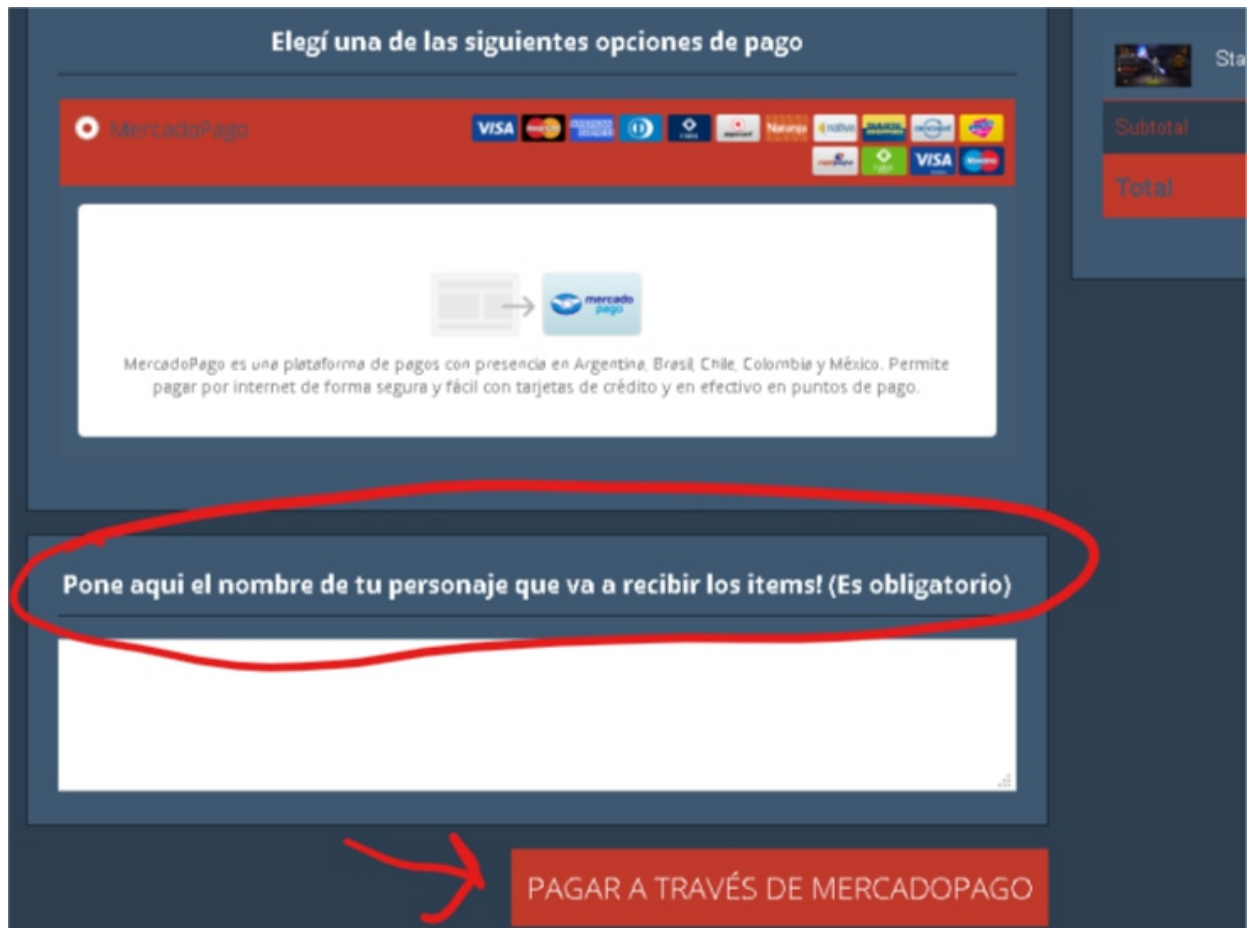 Elegí una de las siguientes opciones de pago
MercadoPago
VISA
Naranja
nativa
VISA
mercado
pago
MercadoPago es una plataforma de pagos con presencia en Argentina, Brasil, Chile, Colombia y México. Permite
pagar por internet de forma segura y fácil con tarjetas de crédito y en efectivo en puntos de pago.
Pone aqui el nombre de tu personaje que va a recibir los items! (Es obligatorio)
PAGAR A TRAVÉS DE MERCADOPAGO
Subtotal
Total